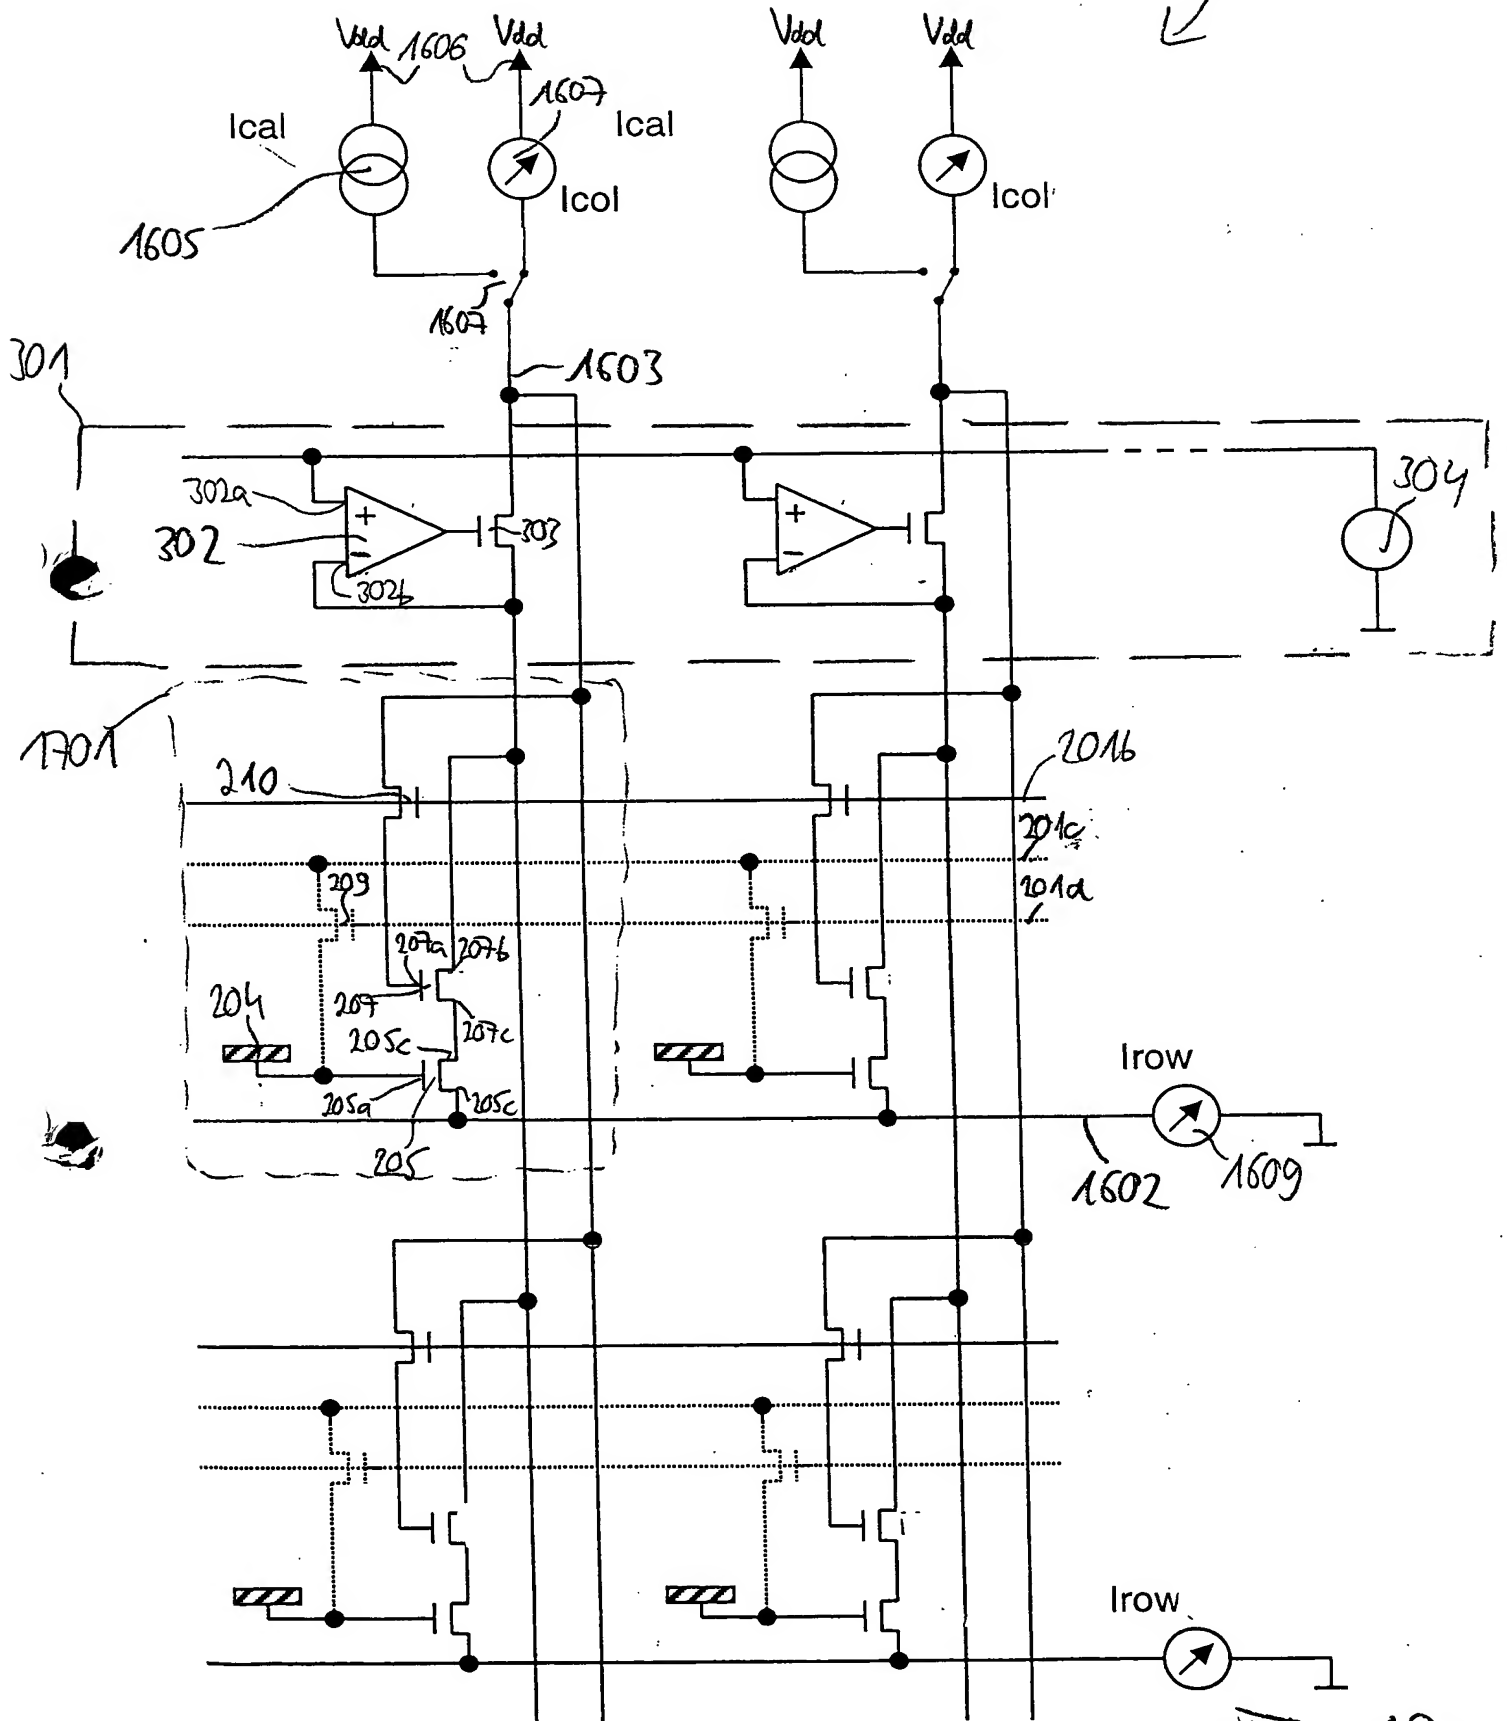 Vdd 1606 Vdd Vdd Vdd
1607
Ical Ical
Icol Icol
1605
1607
301 1603
304
302a + +
302 303
− −
302b
1701
210 201b
201c
209 201d
207a 207b
204 207 207c
205c
Irow
205a 205c
205
1602 1609
Irow